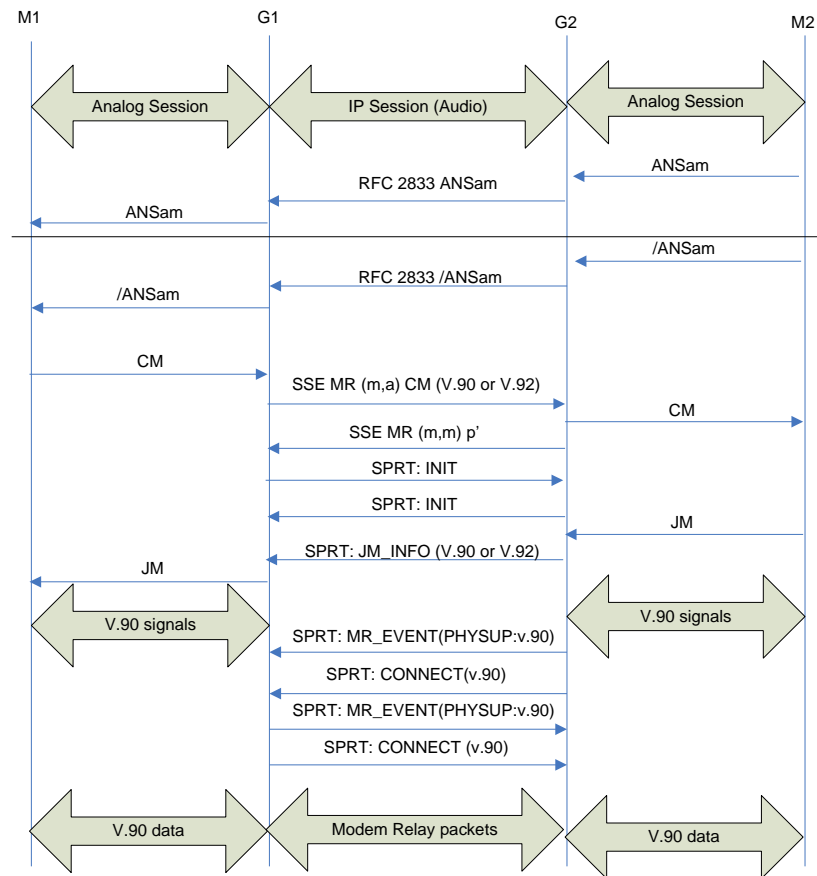 M1 G1 G2 M2
Analog Session IP Session (Audio) Analog Session
ANSam
RFC 2833 ANSam
ANSam
/ANSam
RFC 2833 /ANSam
/ANSam
CM
SSE MR (m,a) CM (V.90 or V.92)
CM
SSE MR (m,m) p’
SPRT: INIT
SPRT: INIT
JM
SPRT: JM_INFO (V.90 or V.92)
JM
V.90 signals V.90 signals
SPRT: MR_EVENT(PHYSUP:v.90)
SPRT: CONNECT(v.90)
SPRT: MR_EVENT(PHYSUP:v.90)
SPRT: CONNECT (v.90)
V.90 data Modem Relay packets V.90 data